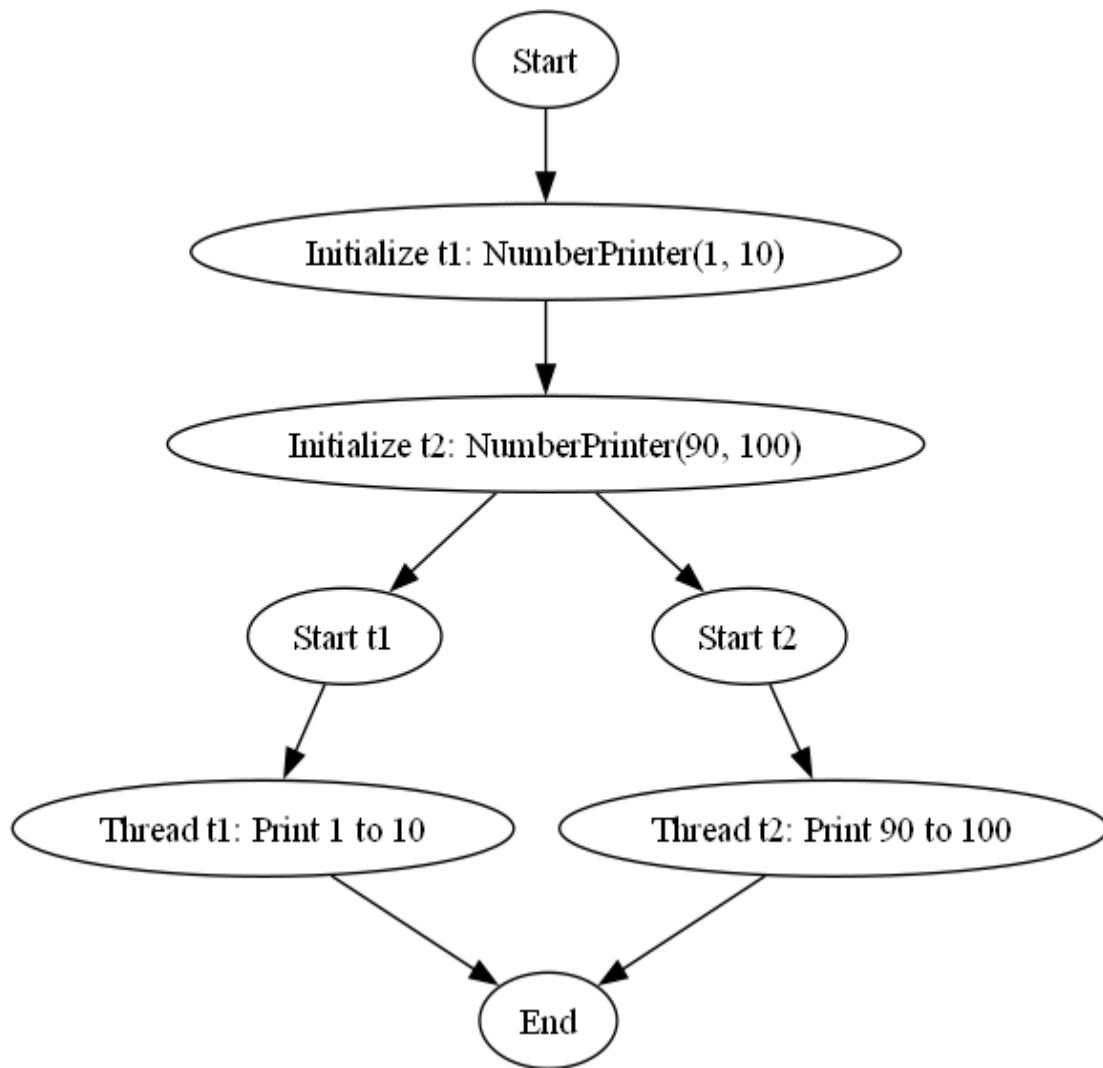 Start
Initialize t1: NumberPrinter(1, 10)
Initialize t2: NumberPrinter(90, 100)
Start t1
Start t2
Thread t1: Print 1 to 10
Thread t2: Print 90 to 100
End